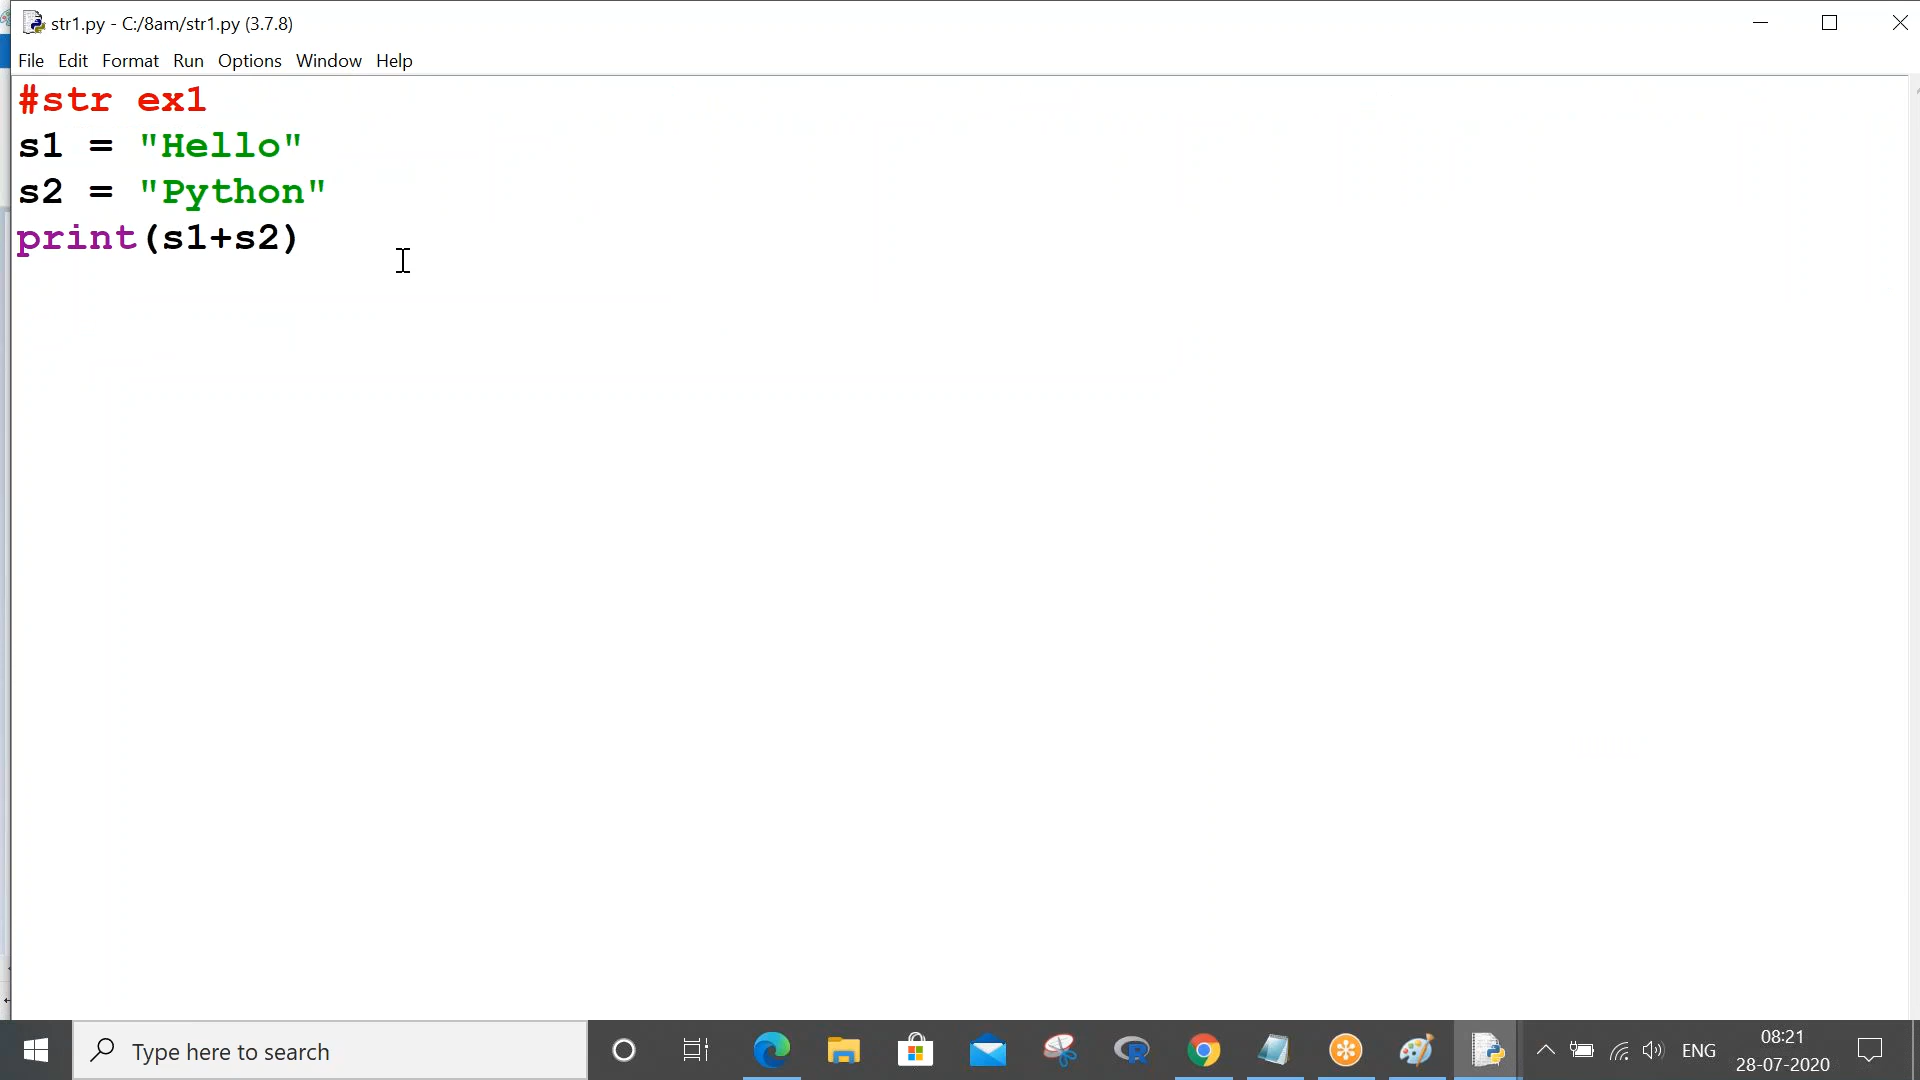 str1.py - C:/8am/str1.py (3.7.8)
File Edit Format Run Options Window Help
#str ex1
s1 = "Hello"
s2 = "Python"
print(s1+s2)
Type here to search
ENG
08:21
28-07-2020